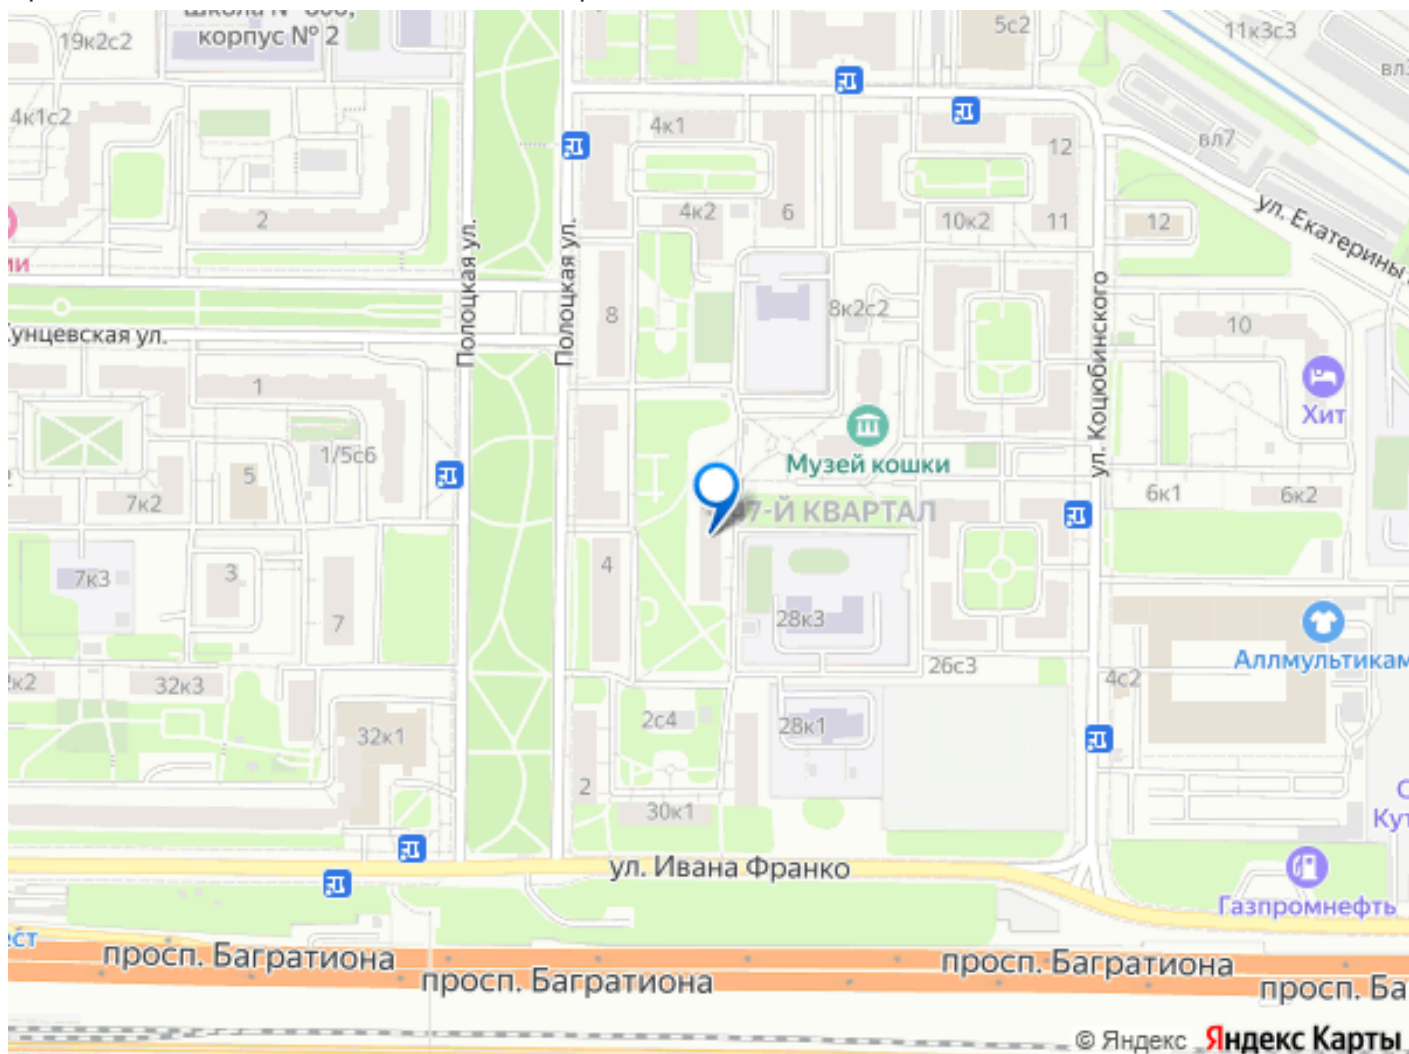 19к2с2
корпус № 2
5с2
11к3с3
4к1с2
4к1
12
вл7
2
4к2
6
10к2
11
12
ул. Екатерины
Полоцкая ул.
Полоцкая ул.
ул. Коцюбинского
8
8к2с2
10
унцевская ул.
1
Хит
1/5с6
5
7к2
Музей кошки
6к1
6к2
47-Й КВАРТАЛ
4
7к3
3
7
28к3
Аллмультикам
32к3
26с3
4с2
2с4
28к1
32к1
2
30к1
ул. Ивана Франко
Газпромнефть
просп. Багратиона
просп. Багратиона
просп. Багратиона
просп. Ба
© Яндекс Яндекс Карты